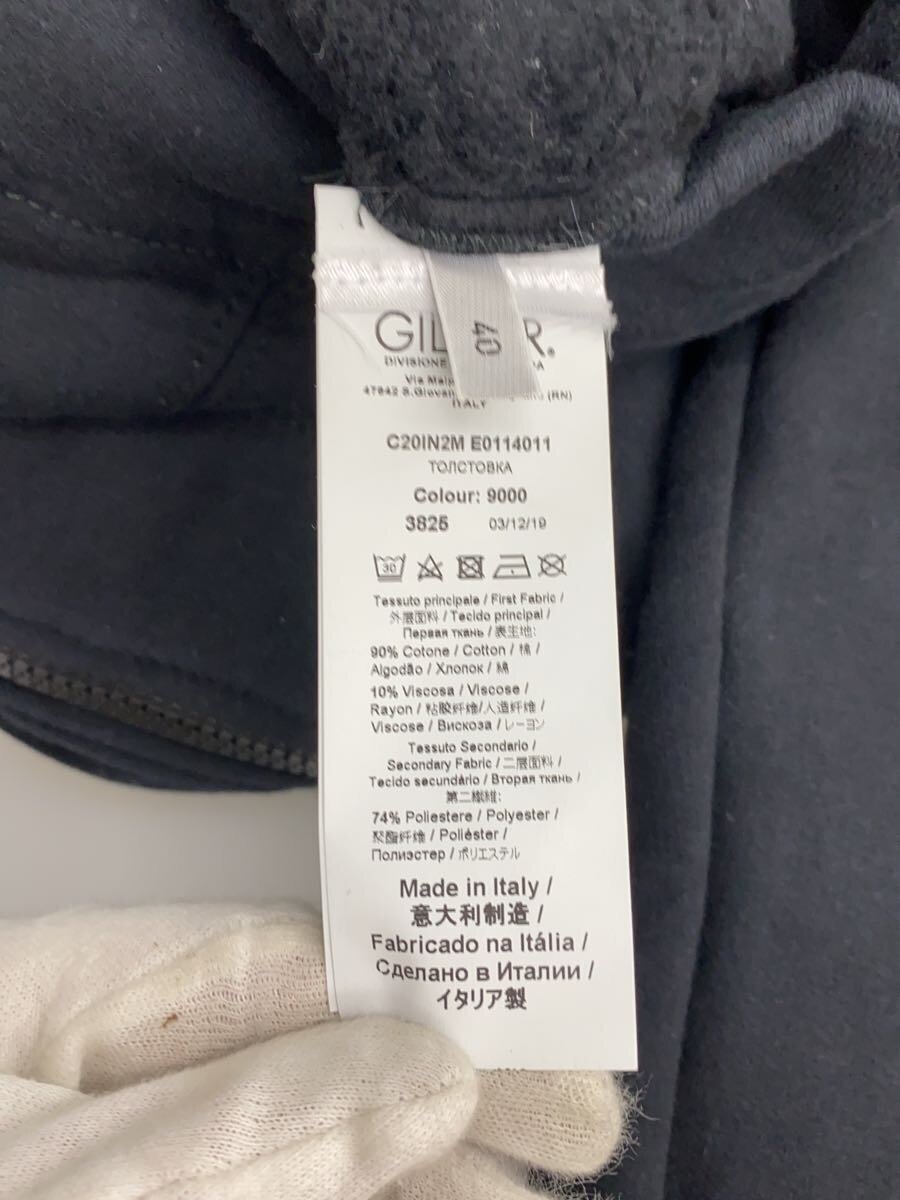 40
DIVISIONE
ITALY
C20IN2M E0114011
ТОЛСТОВКА
Colour: 9000
3825 03/12/19
30
Tessuto principale / First Fabric /
外层面料 / Tecido principal /
Первая ткань / 表生地:
90% Cotone / Cotton / 棉 /
Algodão / Хлопок / 綿
10% Viscosa / Viscose /
Rayon / 粘胶纤维/人造纤维 /
Viscose / Вискоза / レーヨン
Tessuto Secondario /
Secondary Fabric / 二层面料 /
Tecido secundário / Вторая ткань /
第二繊維:
74% Poliestere / Polyester /
聚酯纤维 / Poliéster /
Полиэстер / ポリエステル
Made in Italy /
意大利制造 /
Fabricado na Itália /
Сделано в Италии /
イタリア製